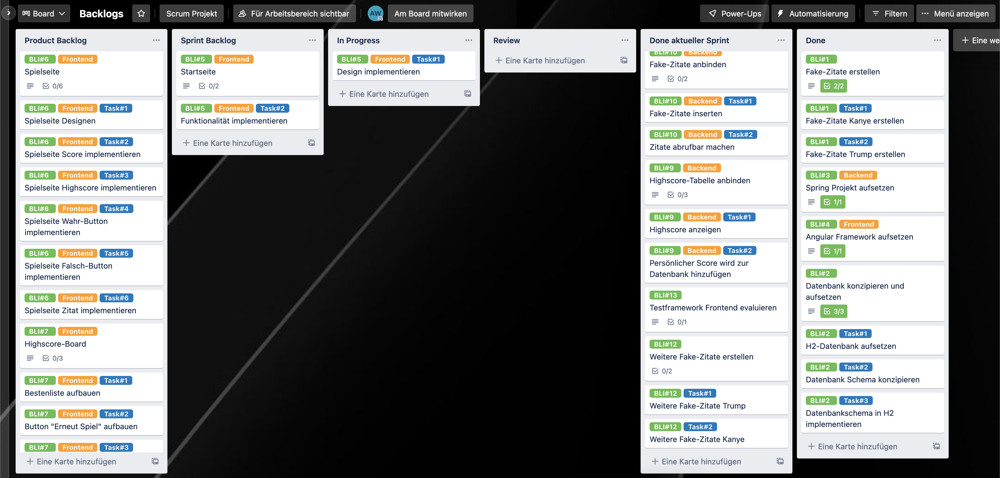 Board
Backlogs
Scrum Projekt
Für Arbeitsbereich sichtbar
AW
Am Board mitwirken
Power-Ups
Automatisierung
Filtern
Menü anzeigen
Product Backlog
BLI#6 Frontend
Spielseite
0/6
BLI#6 Frontend Task#1
Spielseite Designen
BLI#6 Frontend Task#2
Spielseite Score implementieren
BLI#6 Frontend Task#3
Spielseite Highscore implementieren
BLI#6 Frontend Task#4
Spielseite Wahr-Button
implementieren
BLI#6 Frontend Task#5
Spielseite Falsch-Button
implementieren
BLI#6 Frontend Task#6
Spielseite Zitat implementieren
BLI#7 Frontend
Highscore-Board
0/3
BLI#7 Frontend Task#1
Bestenliste aufbauen
BLI#7 Frontend Task#2
Button "Erneut Spiel" aufbauen
BLI#7 Frontend Task#3
+ Eine Karte hinzufügen
Sprint Backlog
BLI#5 Frontend
Startseite
0/2
BLI#5 Frontend Task#2
Funktionalität implementieren
+ Eine Karte hinzufügen
In Progress
BLI#5 Frontend Task#1
Design implementieren
+ Eine Karte hinzufügen
Review
+ Eine Karte hinzufügen
Done aktueller Sprint
BLI#10 Backend
Fake-Zitate anbinden
0/2
BLI#10 Backend Task#1
Fake-Zitate inserten
BLI#10 Backend Task#2
Zitate abrufbar machen
BLI#9 Backend
Highscore-Tabelle anbinden
0/3
BLI#9 Backend Task#1
Highscore anzeigen
BLI#9 Backend Task#2
Persönlicher Score wird zur
Datenbank hinzufügen
BLI#13
Testframework Frontend evaluieren
0/1
BLI#12
Weitere Fake-Zitate erstellen
0/2
BLI#12 Task#1
Weitere Fake-Zitate Trump
BLI#12 Task#2
Weitere Fake-Zitate Kanye
+ Eine Karte hinzufügen
Done
BLI#1
Fake-Zitate erstellen
2/2
BLI#1 Task#1
Fake-Zitate Kanye erstellen
BLI#1 Task#2
Fake-Zitate Trump erstellen
BLI#3 Backend
Spring Projekt aufsetzen
1/1
BLI#4 Frontend
Angular Framework aufsetzen
1/1
BLI#2
Datenbank konzipieren und
aufsetzen
3/3
BLI#2 Task#1
H2-Datenbank aufsetzen
BLI#2 Task#2
Datenbank Schema konzipieren
BLI#2 Task#3
Datenbankschema in H2
implementieren
+ Eine Karte hinzufügen
+ Eine we